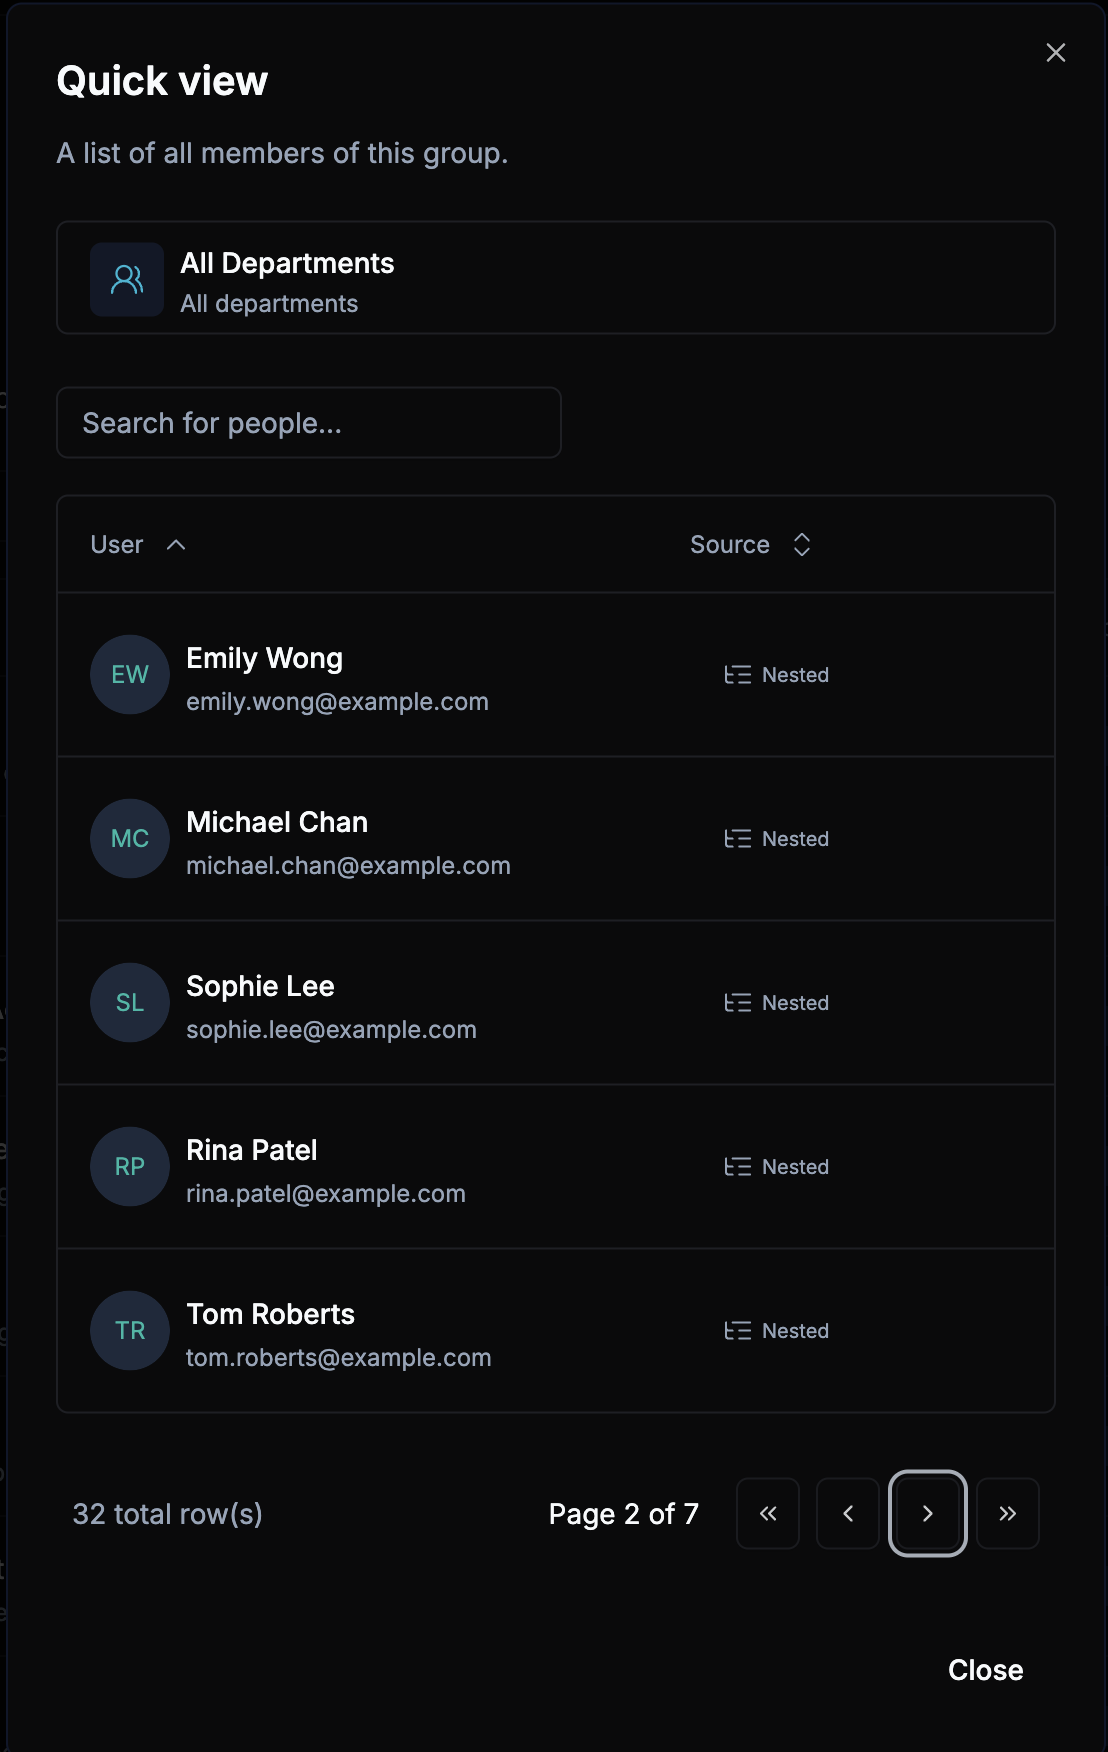 Quick view
A list of all members of this group.
All Departments
All departments
Search for people...
User Source
EW Emily Wong
emily.wong@example.com
Nested
MC Michael Chan
michael.chan@example.com
Nested
SL Sophie Lee
sophie.lee@example.com
Nested
RP Rina Patel
rina.patel@example.com
Nested
TR Tom Roberts
tom.roberts@example.com
Nested
32 total row(s) Page 2 of 7
Close